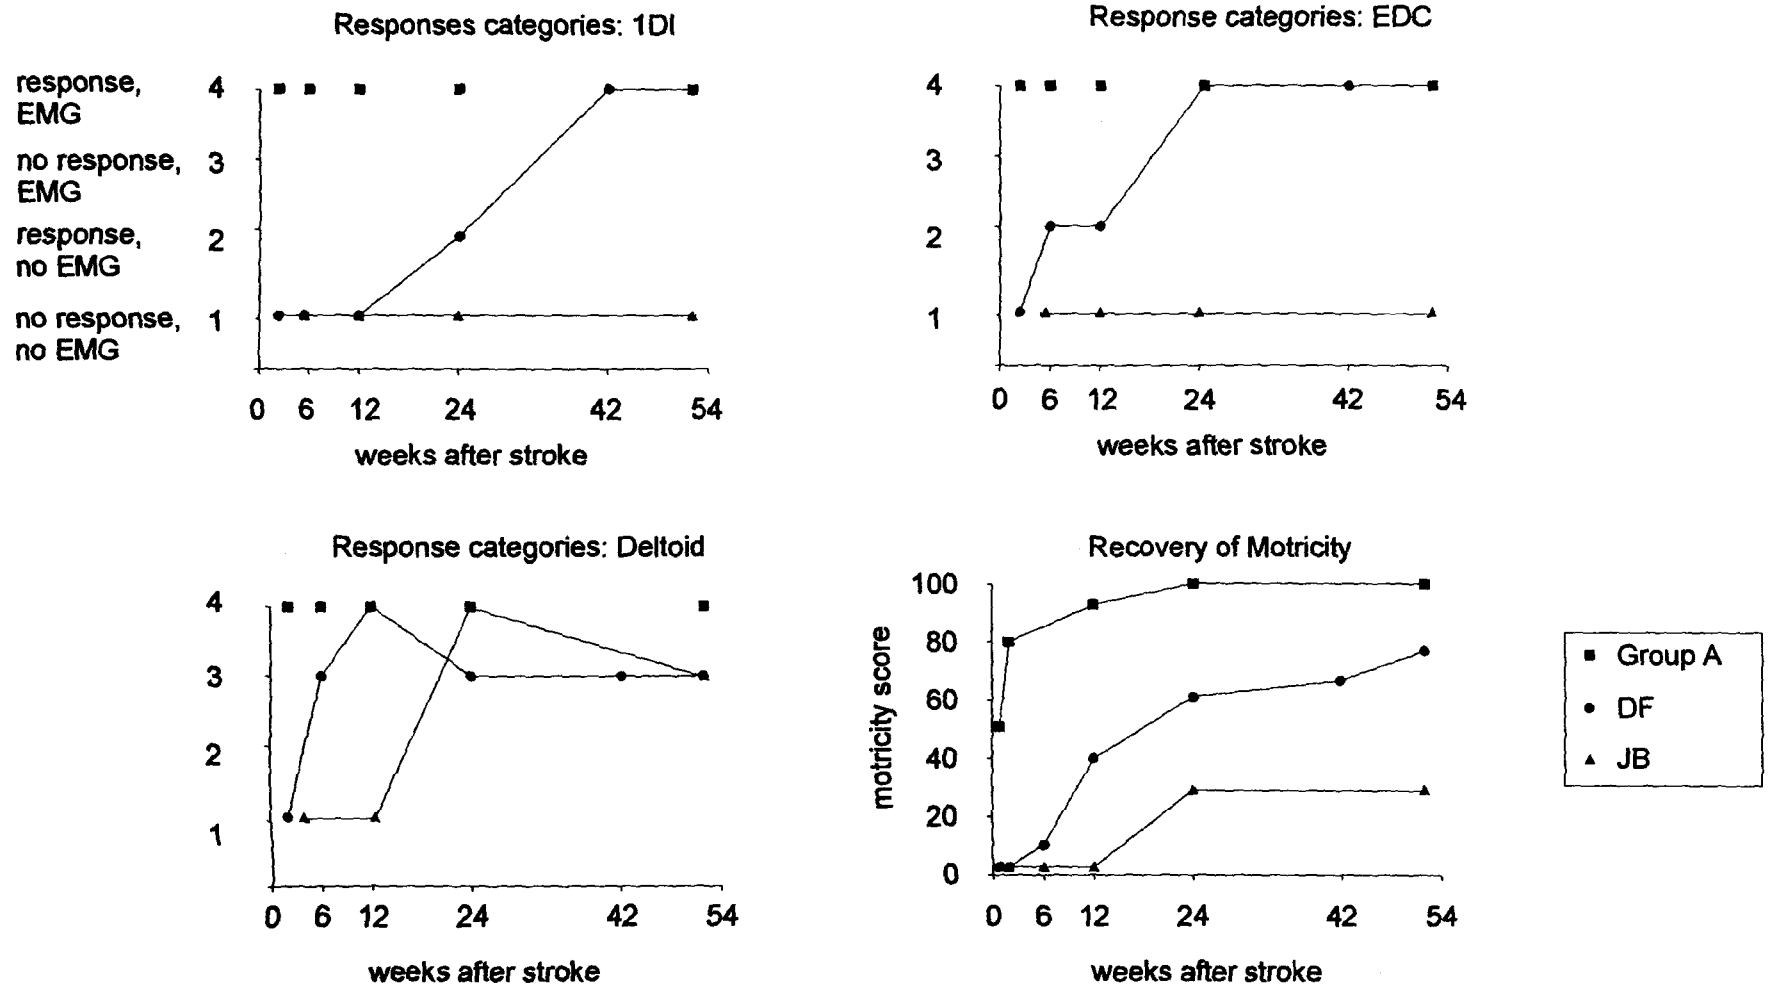 Responses categories: 1DI
response,
EMG
no response,
EMG
response,
no EMG
no response,
no EMG
4
3
2
1
0 6 12 24 42 54
weeks after stroke
Response categories: EDC
4
3
2
1
0 6 12 24 42 54
weeks after stroke
Response categories: Deltoid
4
3
2
1
0 6 12 24 42 54
weeks after stroke
Recovery of Motricity
motricity score
100
80
60
40
20
0
0 6 12 24 42 54
weeks after stroke
Group A
DF
JB